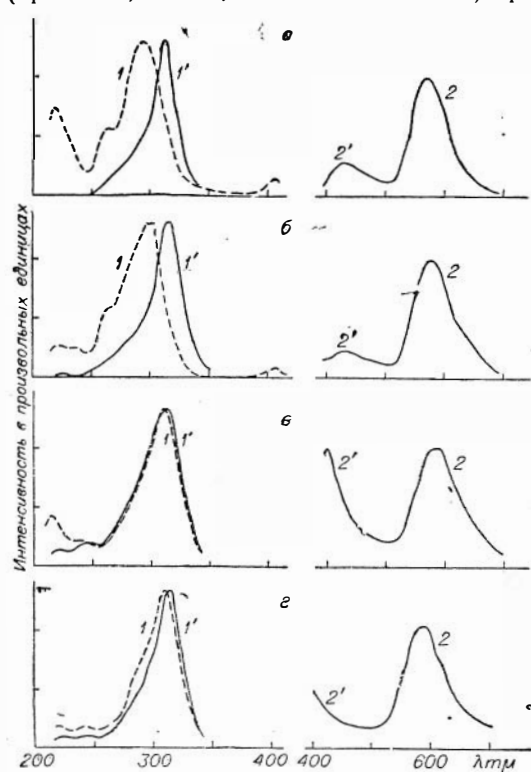 а
1
1'
2
2'
б
1
1'
2
2'
в
1
1'
2
2'
г
1
1'
2
2'
Интенсивность в произвольных единицах
200 300 400 400 600 λmμ